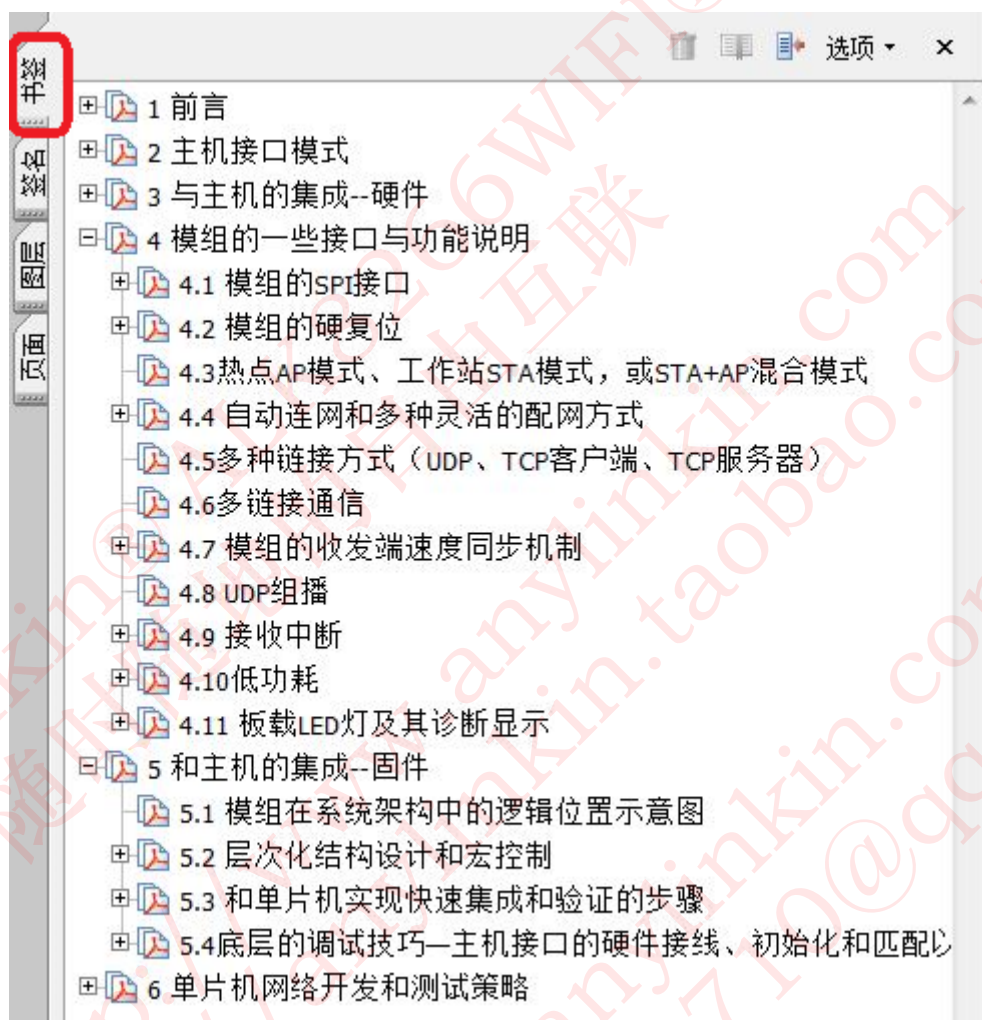 选项
书签
签名
图层
页面
1 前言
2 主机接口模式
3 与主机的集成--硬件
4 模组的一些接口与功能说明
4.1 模组的SPI接口
4.2 模组的硬复位
4.3热点AP模式、工作站STA模式，或STA+AP混合模式
4.4 自动连网和多种灵活的配网方式
4.5多种链接方式（UDP、TCP客户端、TCP服务器）
4.6多链接通信
4.7 模组的收发端速度同步机制
4.8 UDP组播
4.9 接收中断
4.10低功耗
4.11 板载LED灯及其诊断显示
5 和主机的集成--固件
5.1 模组在系统架构中的逻辑位置示意图
5.2 层次化结构设计和宏控制
5.3 和单片机实现快速集成和验证的步骤
5.4底层的调试技巧—主机接口的硬件接线、初始化和匹配
6 单片机网络开发和测试策略